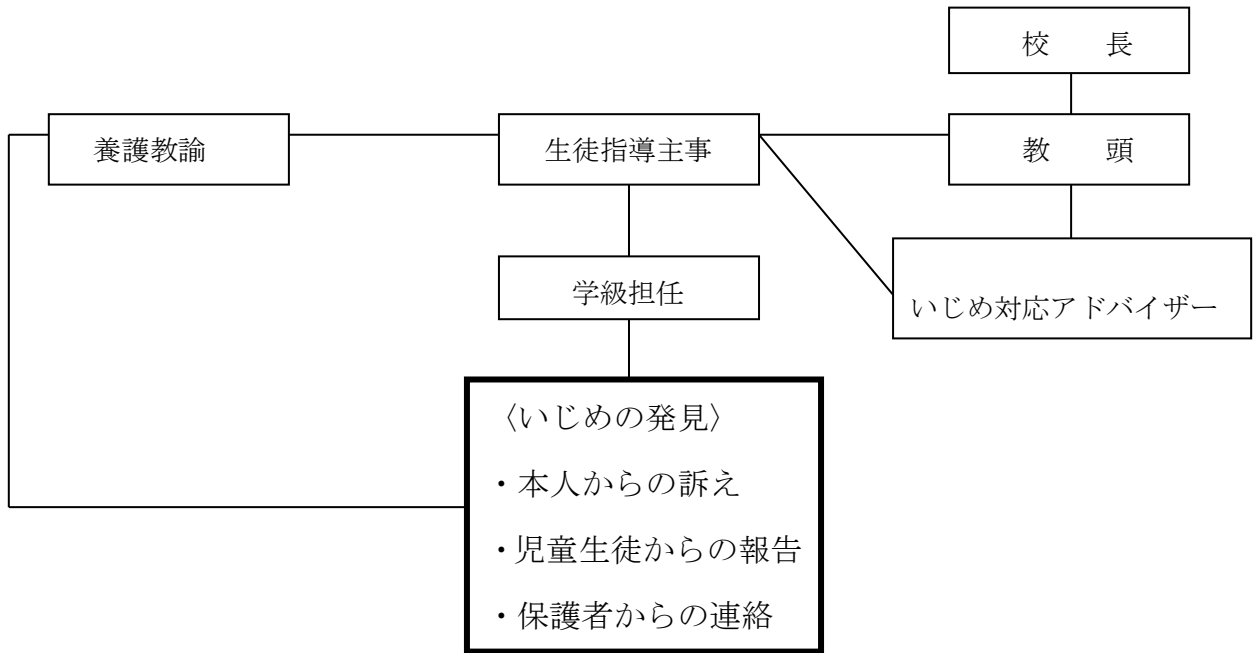 校　　長
養護教諭
生徒指導主事
教　　頭
学級担任
いじめ対応アドバイザー
〈いじめの発見〉
・本人からの訴え
・児童生徒からの報告
・保護者からの連絡